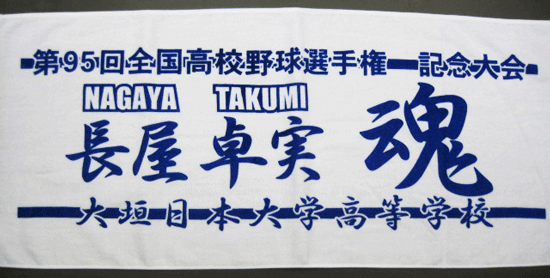 第95回全国高校野球選手権 記念大会
NAGAYA TAKUMI
長屋 卓実 魂
大垣日本大学高等学校